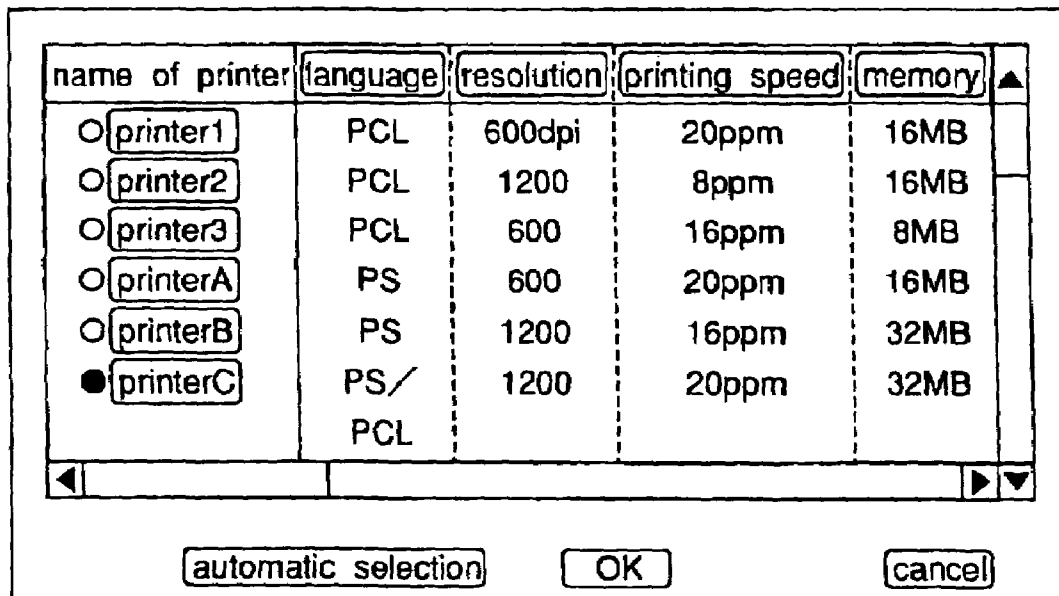 name of printer language resolution printing speed memory
printer1 PCL 600dpi 20ppm 16MB
printer2 PCL 1200 8ppm 16MB
printer3 PCL 600 16ppm 8MB
printerA PS 600 20ppm 16MB
printerB PS 1200 16ppm 32MB
printerC PS/ 1200 20ppm 32MB
PCL
automatic selection OK cancel